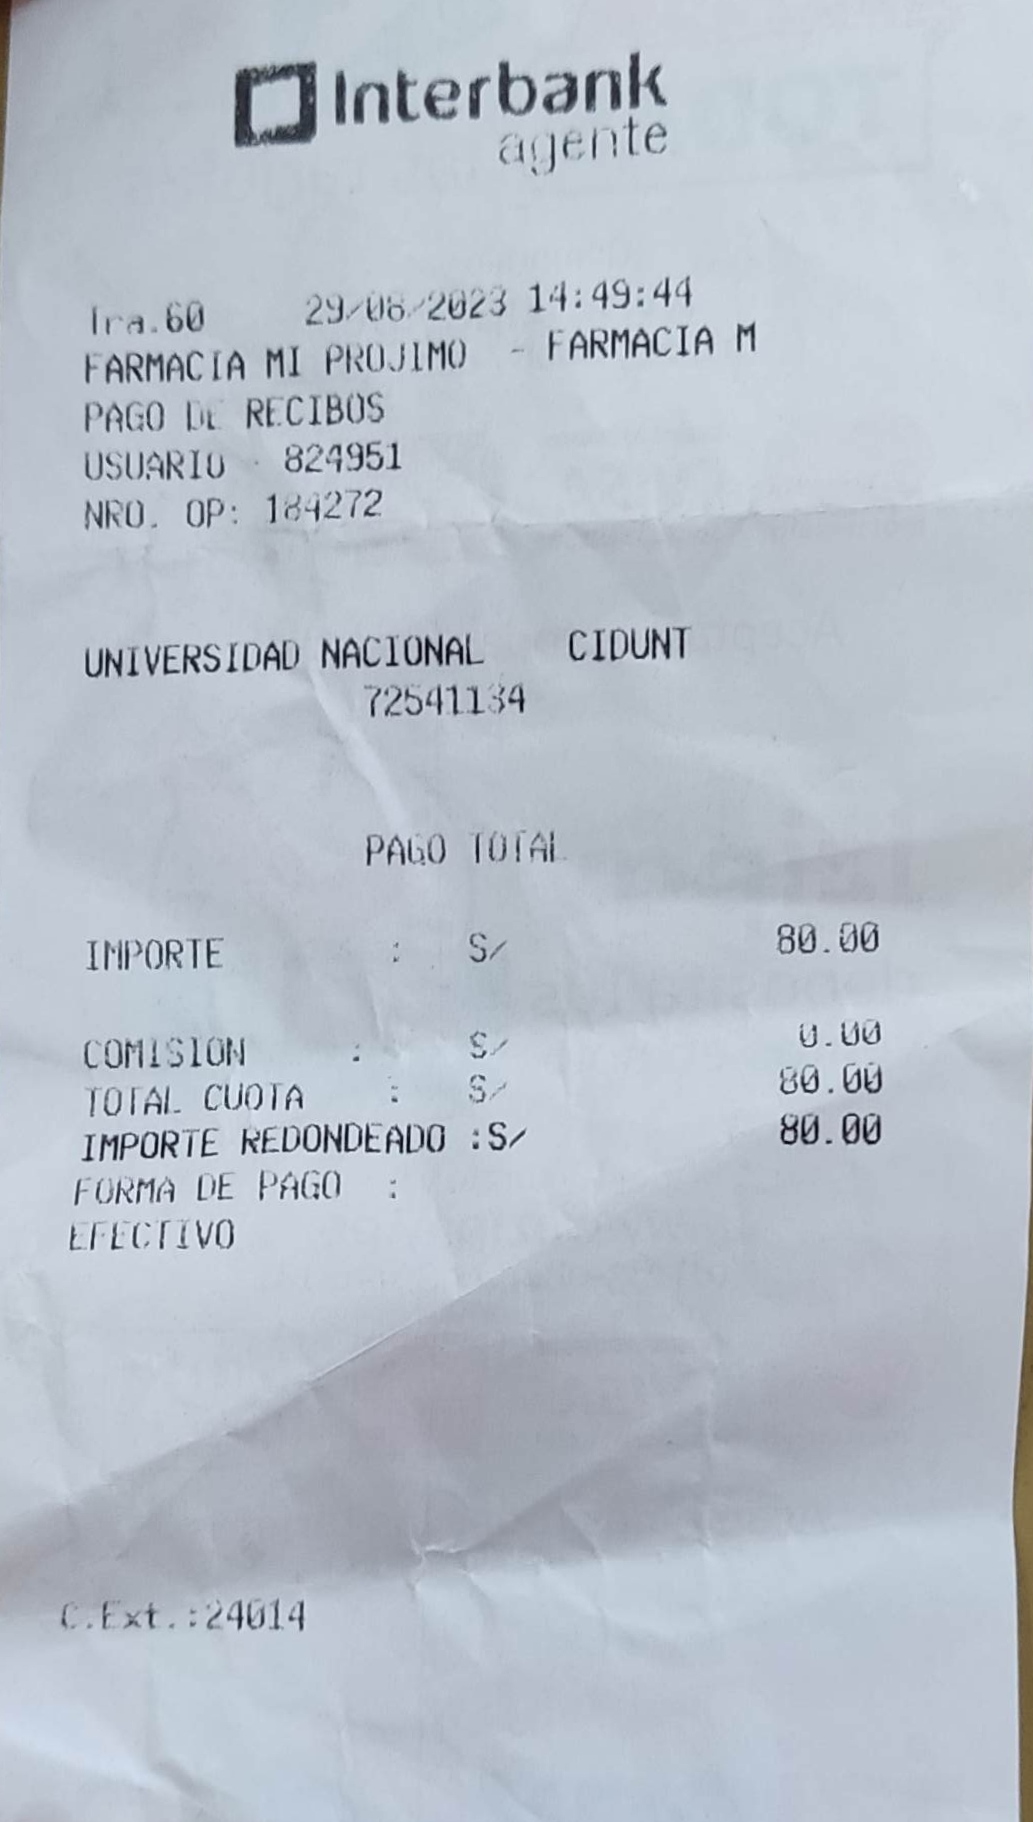 Interbank
agente
Tra.60 29/08/2023 14:49:44
FARMACIA MI PROJIMO - FARMACIA M
PAGO DE RECIBOS
USUARIO : 824951
NRO. OP: 184272
UNIVERSIDAD NACIONAL CIDUNT
72541134
PAGO TOTAL
IMPORTE : S/ 80.00
COMISION : S/ 0.00
TOTAL CUOTA : S/ 80.00
IMPORTE REDONDEADO :S/ 80.00
FORMA DE PAGO :
EFECTIVO
C.Ext.:24014